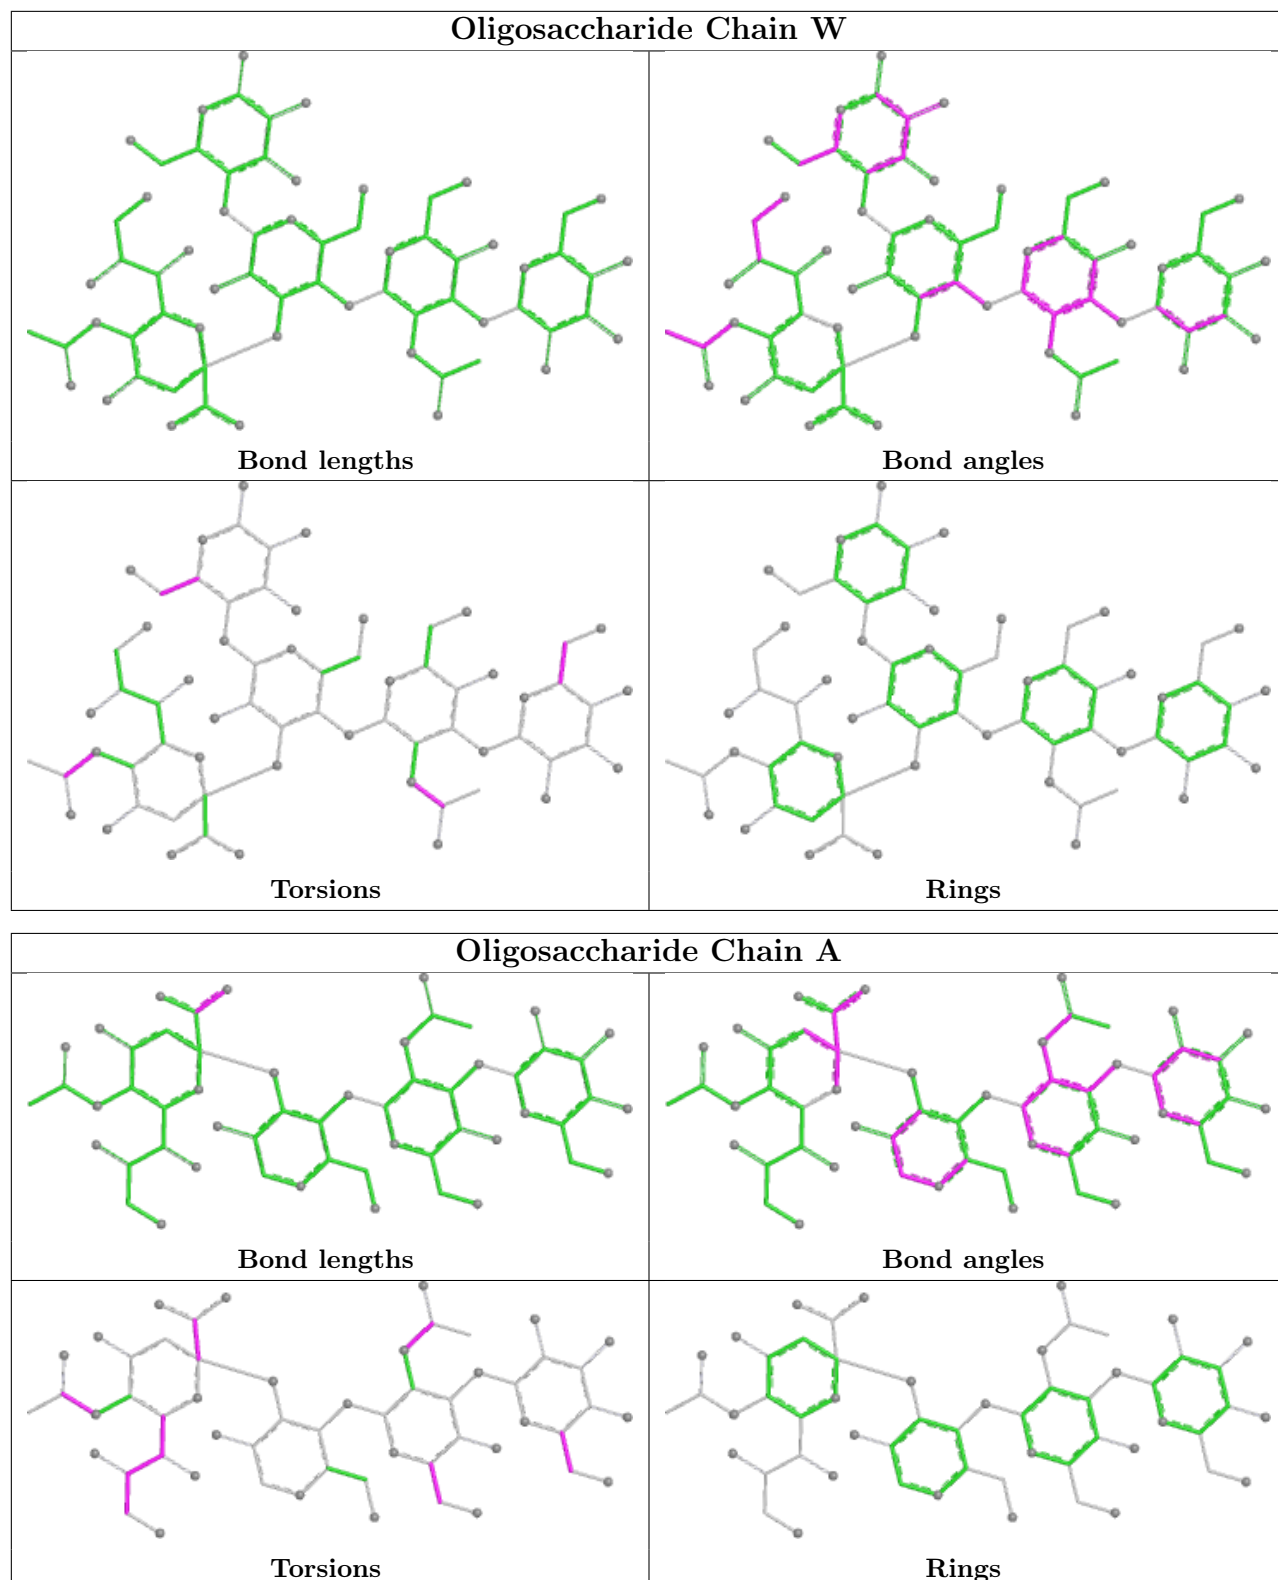 Oligosaccharide Chain W
Bond lengths
Bond angles
Torsions
Rings
Oligosaccharide Chain A
Bond lengths
Bond angles
Torsions
Rings